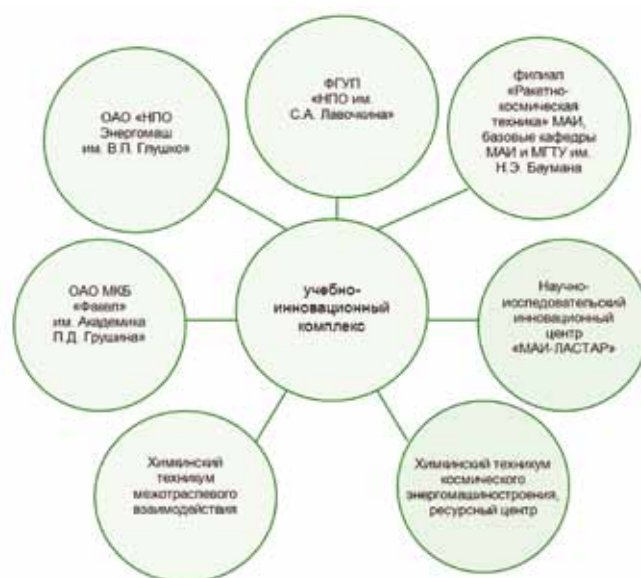 ФГУП
«НПО им.
С.А. Лавочкина»
филиал
«Ракетно-
космическая
техника» МАИ,
базовые кафедры
МАИ и МГТУ им.
Н.Э. Баумана
ОАО «НПО
Энергомаш
им. В.П. Глушко»
учебно-
инновационный
комплекс
ОАО МКБ
«Факел»
им. Академика
П.Д. Грушина»
Научно-
исследовательский
инновационный
центр
«МАИ-ЛАСТАР»
Химкинский
техникум
межотраслевого
взаимодействия
Химкинский техникум
космического
энергомашиностроения,
ресурсный центр